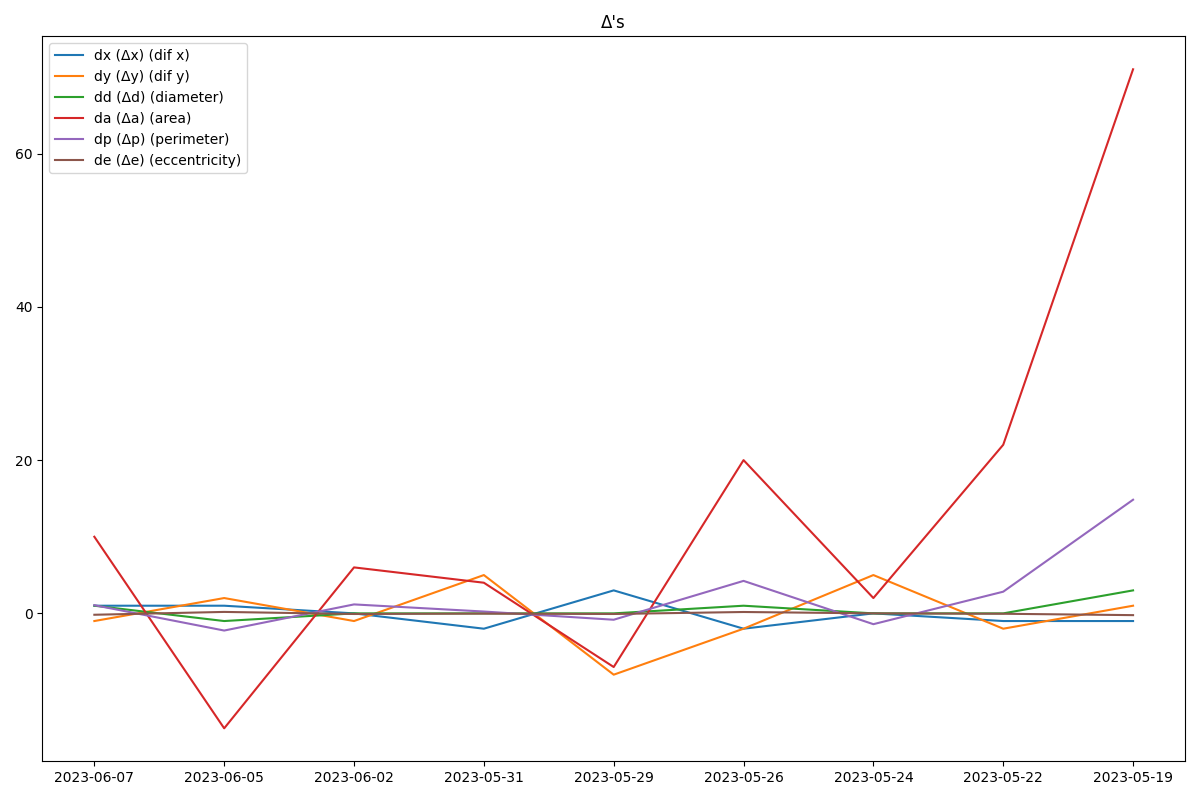 Δ's
dx (Δx) (dif x)
dy (Δy) (dif y)
dd (Δd) (diameter)
da (Δa) (area)
dp (Δp) (perimeter)
de (Δe) (eccentricity)
60
40
20
0
2023-06-07 2023-06-05 2023-06-02 2023-05-31 2023-05-29 2023-05-26 2023-05-24 2023-05-22 2023-05-19